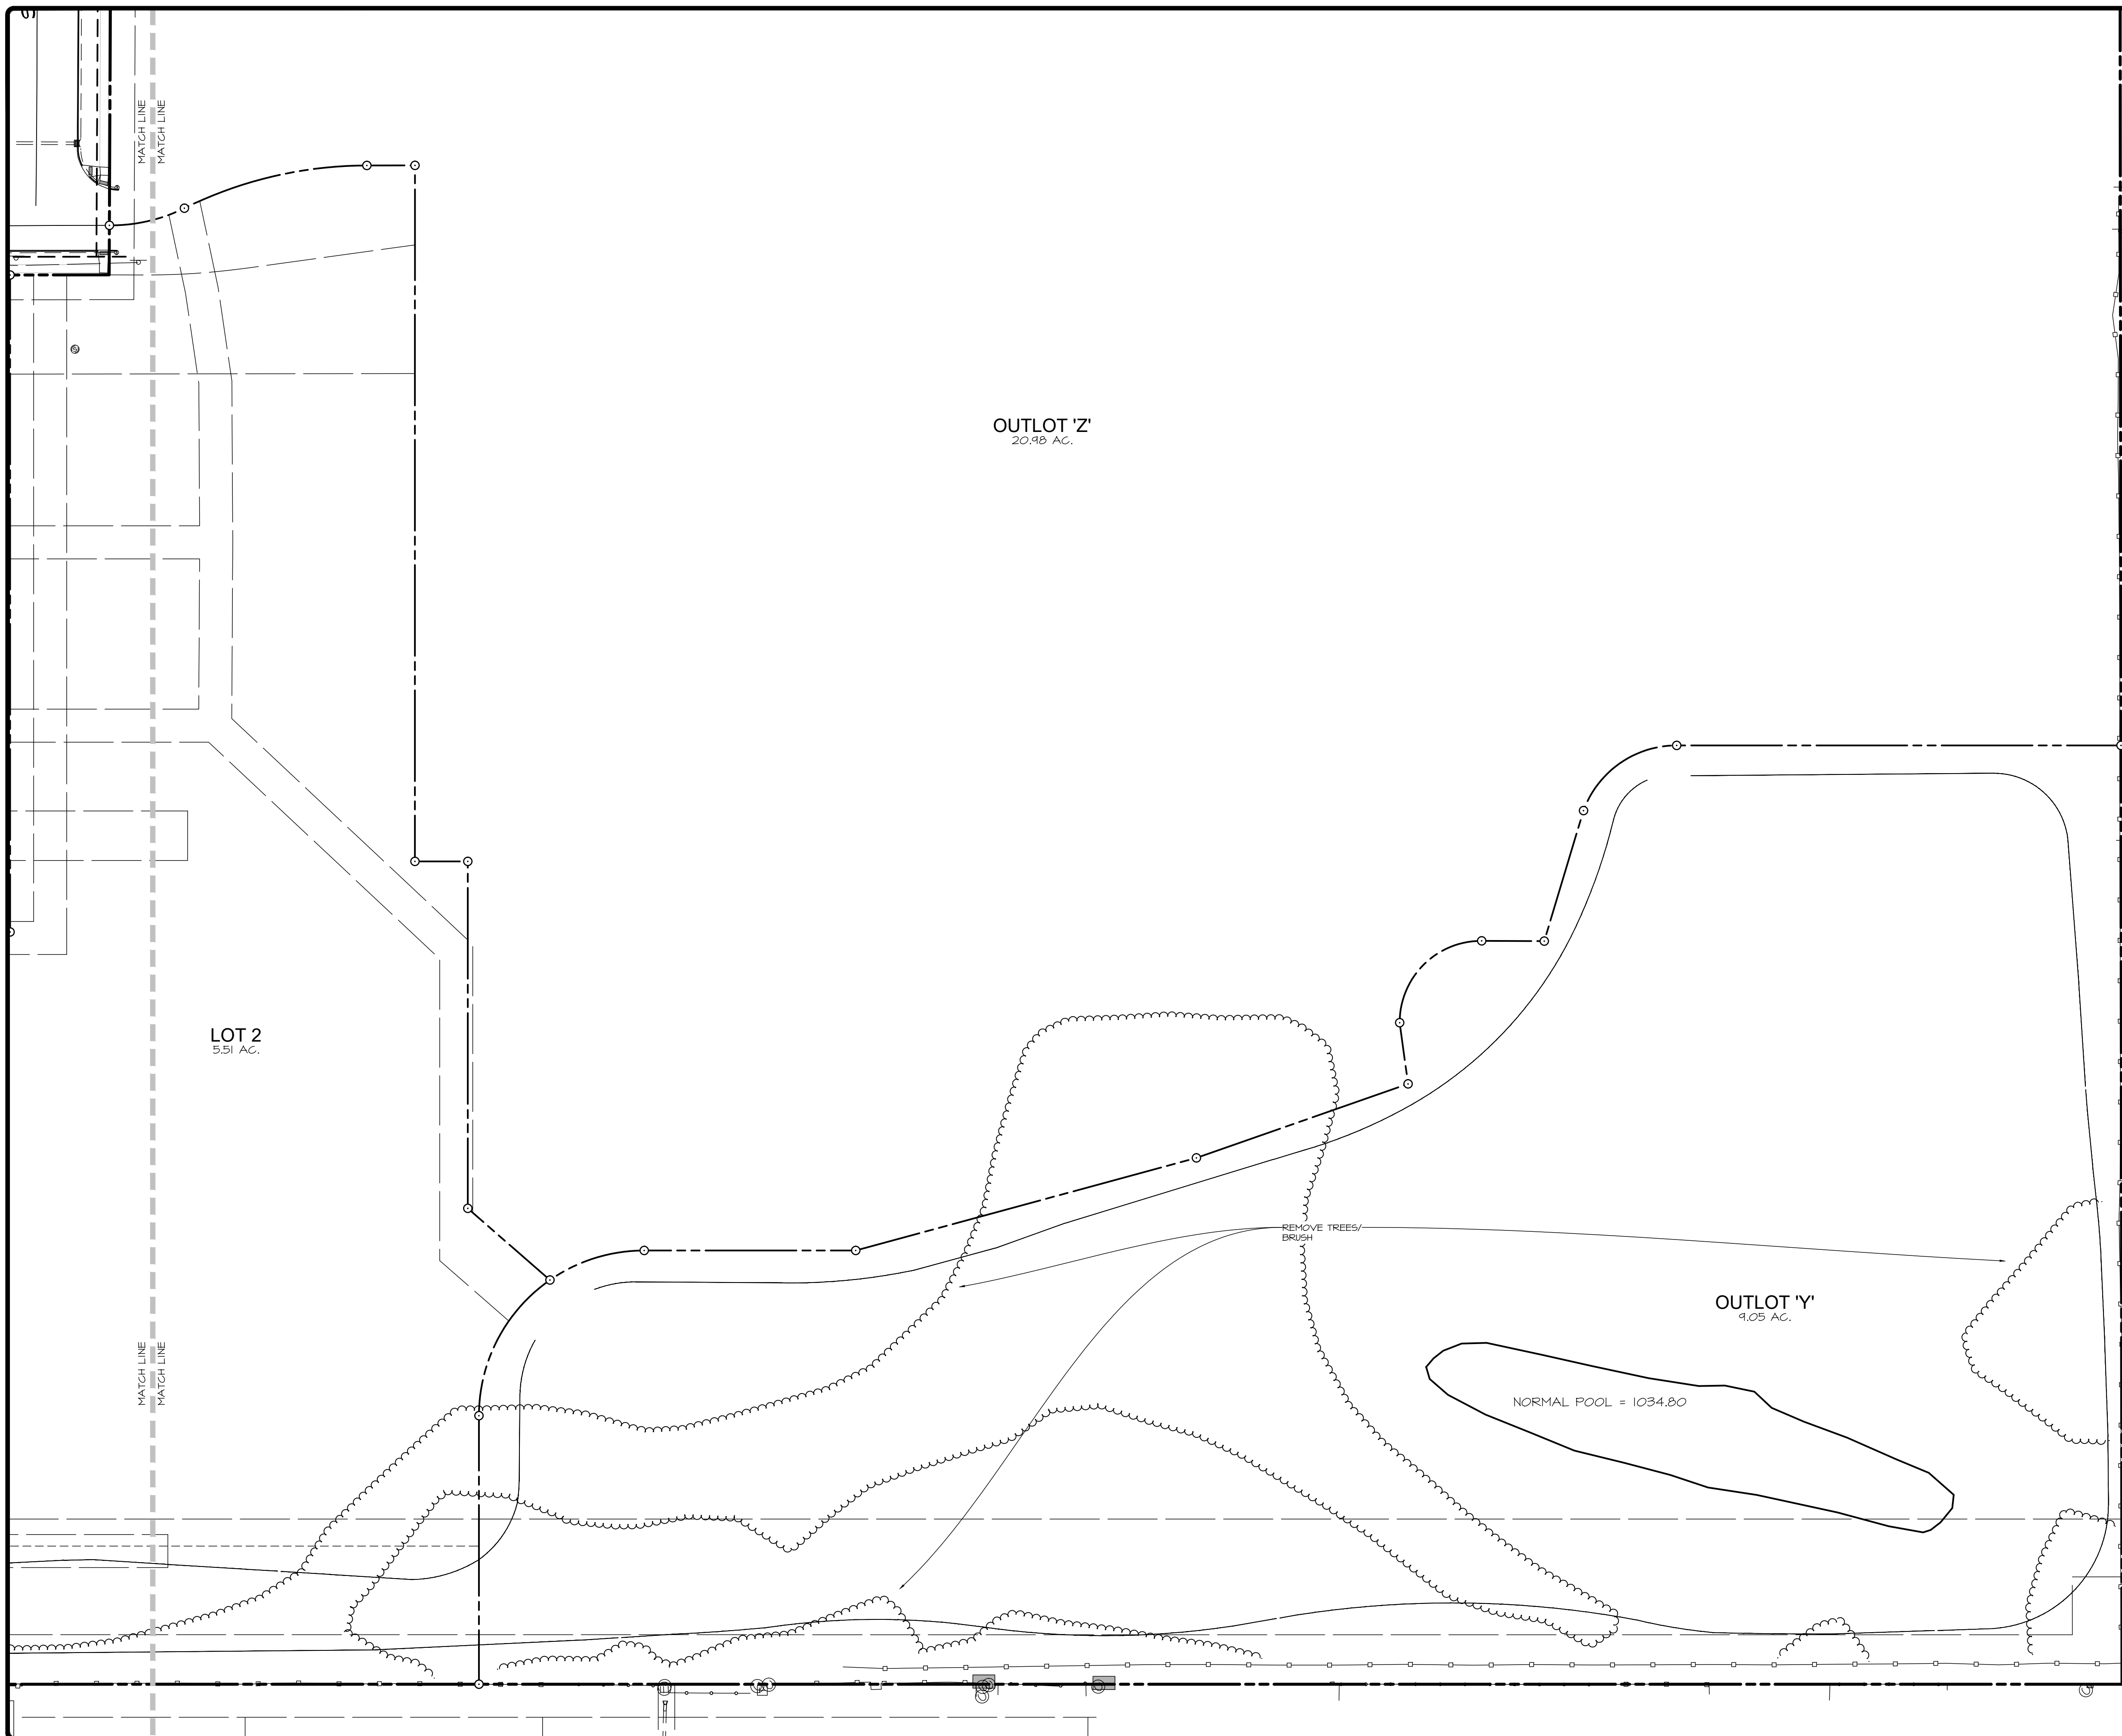 MATCH LINE
MATCH LINE
OUTLOT 'Z'
20.98 AC.
LOT 2
5.51 AC.
REMOVE TREES/
BRUSH
OUTLOT 'Y'
9.05 AC.
MATCH LINE
MATCH LINE
NORMAL POOL = 1034.80